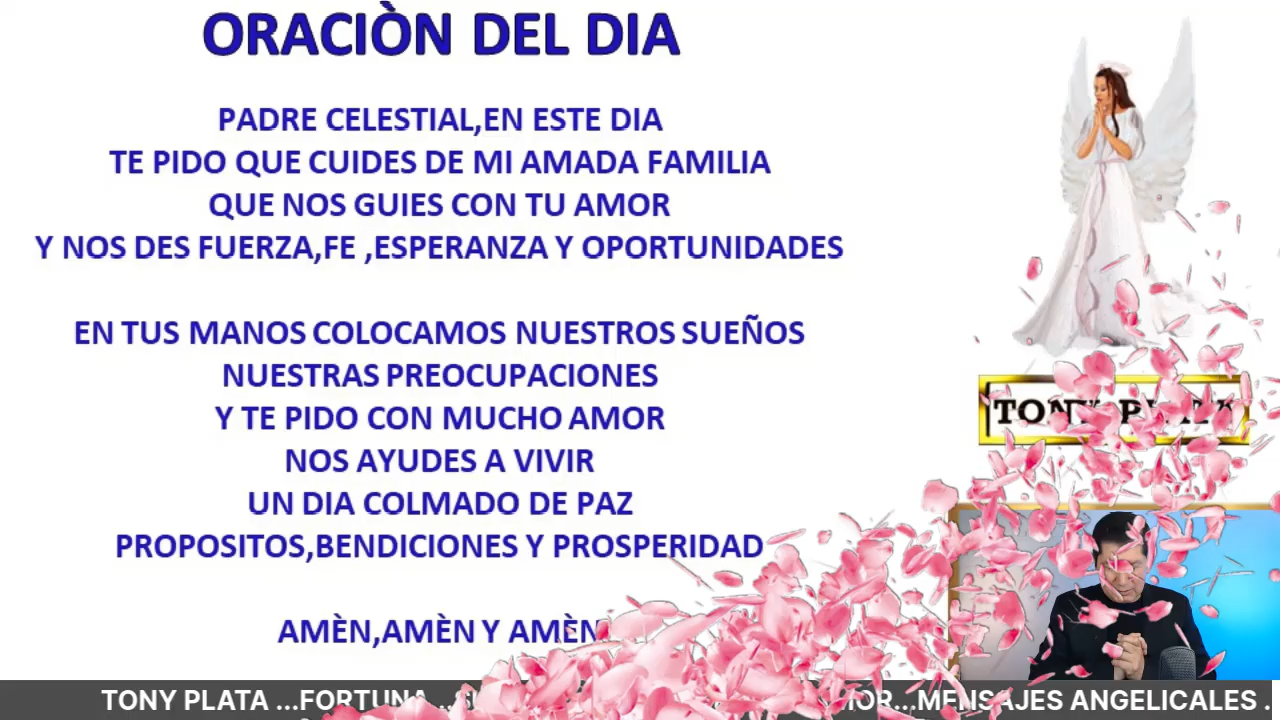 ORACIÒN DEL DIA
PADRE CELESTIAL,EN ESTE DIA
TE PIDO QUE CUIDES DE MI AMADA FAMILIA
QUE NOS GUIES CON TU AMOR
Y NOS DES FUERZA,FE ,ESPERANZA Y OPORTUNIDADES
EN TUS MANOS COLOCAMOS NUESTROS SUEÑOS
NUESTRAS PREOCUPACIONES
Y TE PIDO CON MUCHO AMOR
NOS AYUDES A VIVIR
UN DIA COLMADO DE PAZ
PROPOSITOS,BENDICIONES Y PROSPERIDAD
AMÈN,AMÈN Y AMÈN
TONY PLATA
TONY PLATA ...FORTUNA ... ...MENSAJES ANGELICALES .